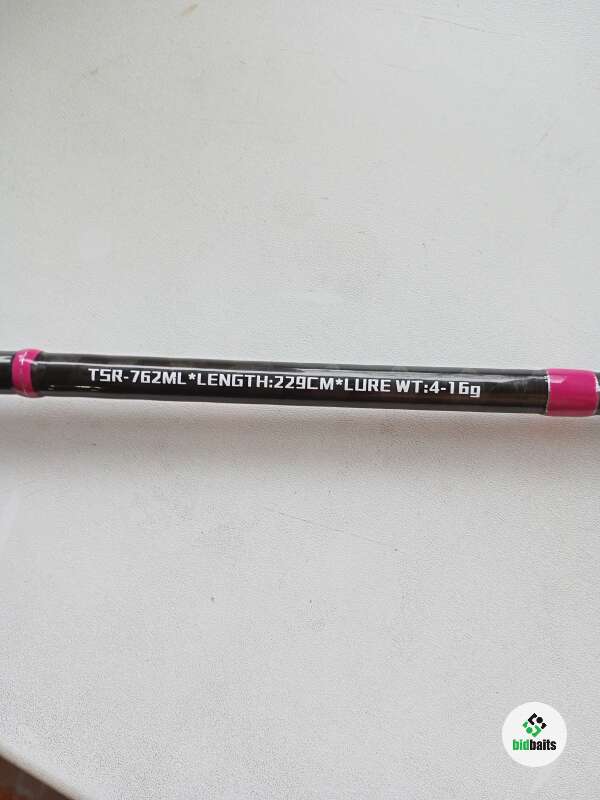 TSR-762ML*LENGTH:229CM*LURE WT:4-16g
bidbaits